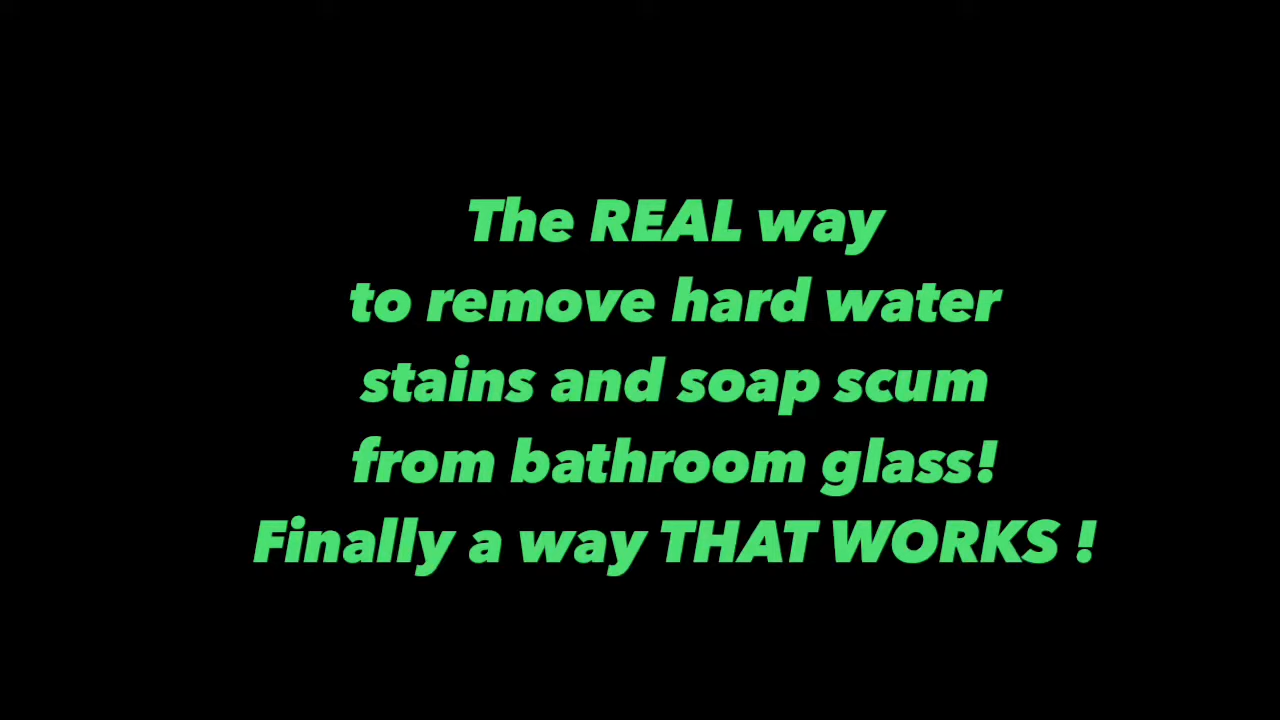 The REAL way
to remove hard water
stains and soap scum
from bathroom glass!
Finally a way THAT WORKS !